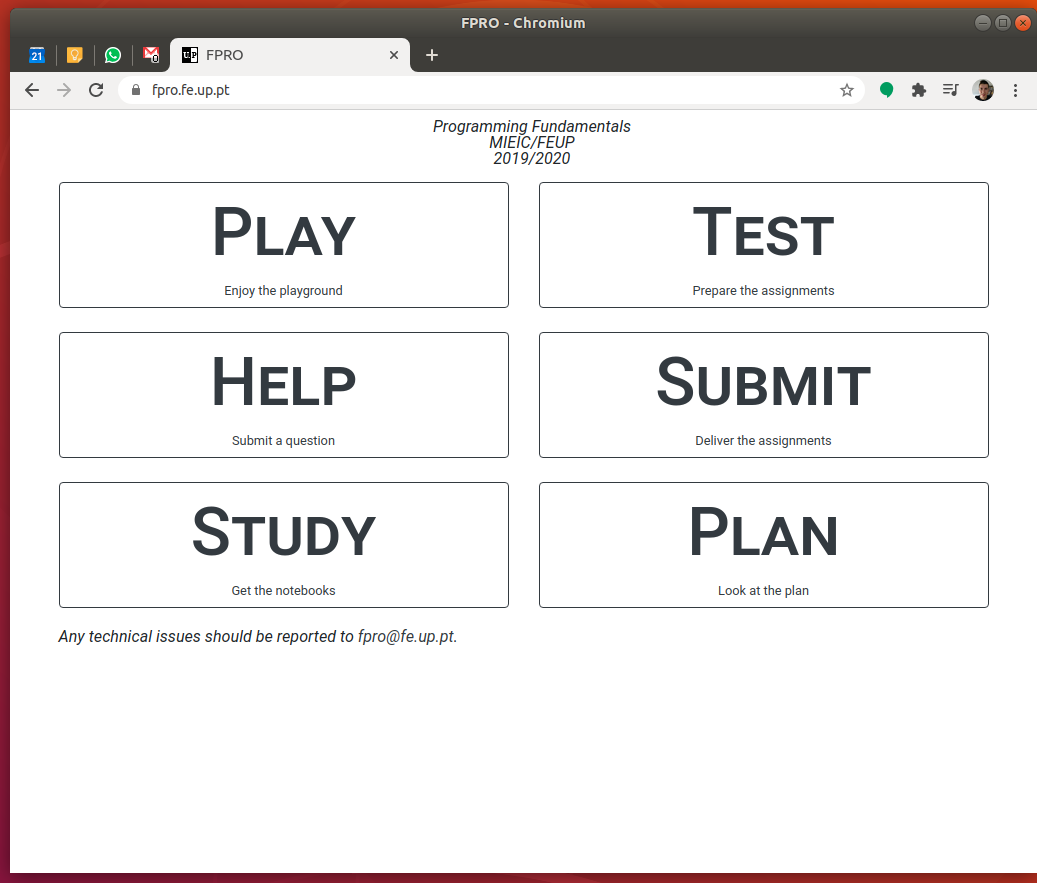 FPRO - Chromium
21
0
UP
FPRO
fpro.fe.up.pt
Programming Fundamentals
MIEIC/FEUP
2019/2020
PLAY
Enjoy the playground
TEST
Prepare the assignments
HELP
Submit a question
SUBMIT
Deliver the assignments
STUDY
Get the notebooks
PLAN
Look at the plan
Any technical issues should be reported to fpro@fe.up.pt.